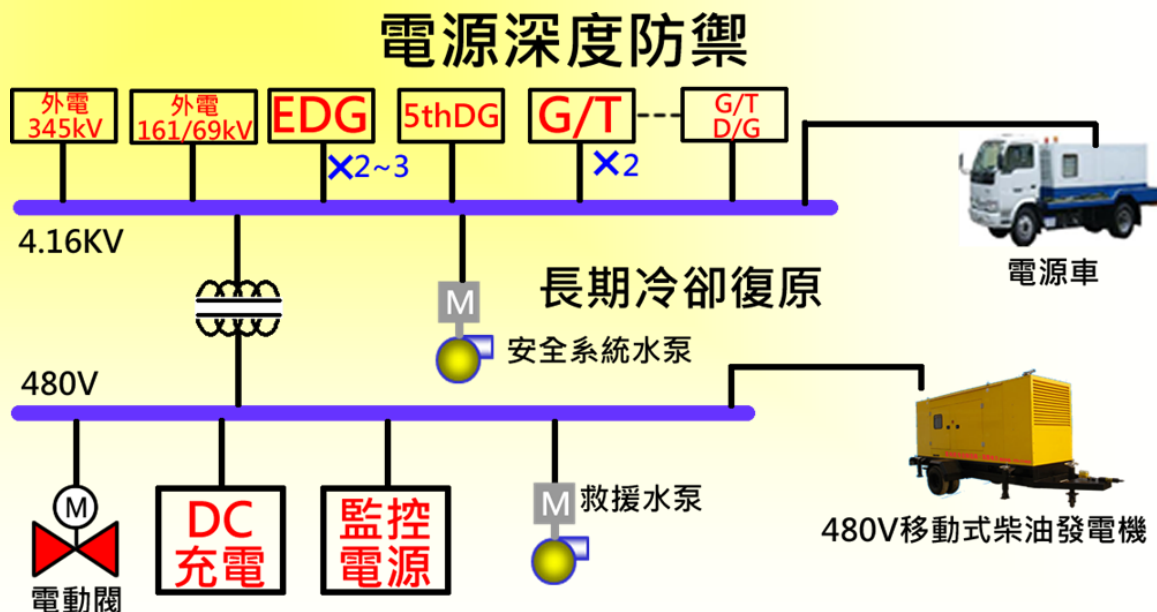 電源深度防禦
外電
345kV
外電
161/69kV
EDG
5thDG
G/T
G/T
D/G
×2~3
×2
4.16KV
電源車
長期冷卻復原
M
安全系統水泵
480V
M
電動閥
DC
充電
監控
電源
M
救援水泵
480V移動式柴油發電機